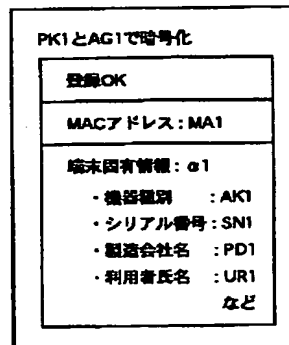 PK1とAG1で暗号化
登録OK
MACアドレス：MA1
端末固有情報：α1
・機器種別　：AK1
・シリアル番号：SN1
・製造会社名　：PD1
・利用者氏名　：UR1
など